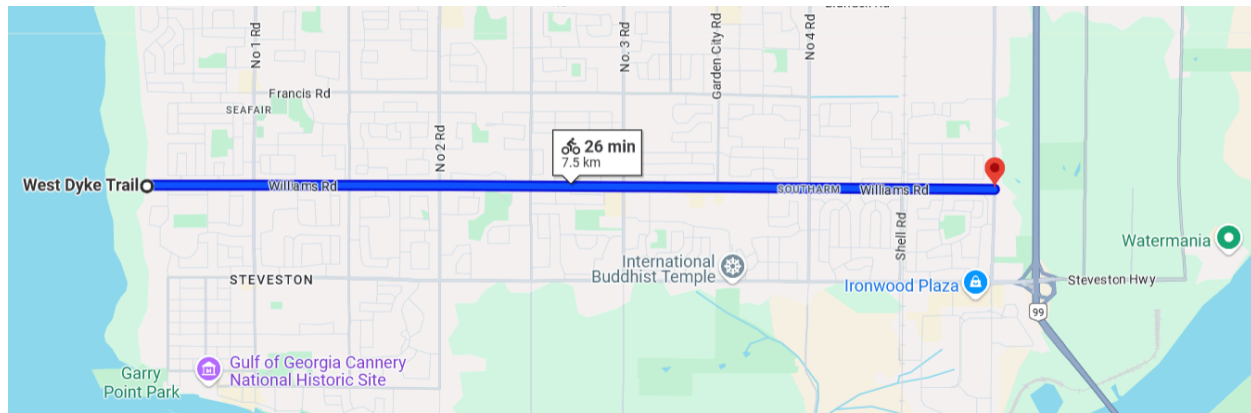 No 1 Rd
No. 3 Rd
Garden City Rd
No 4 Rd
Francis Rd
SEAFAIR
No 2 Rd
26 min
7.5 km
West Dyke Trail
Williams Rd
SOUTHARM
Williams Rd
Shell Rd
Watermania
International
Buddhist Temple
STEVESTON
Ironwood Plaza
Steveston Hwy
99
Gulf of Georgia Cannery
National Historic Site
Garry
Point Park